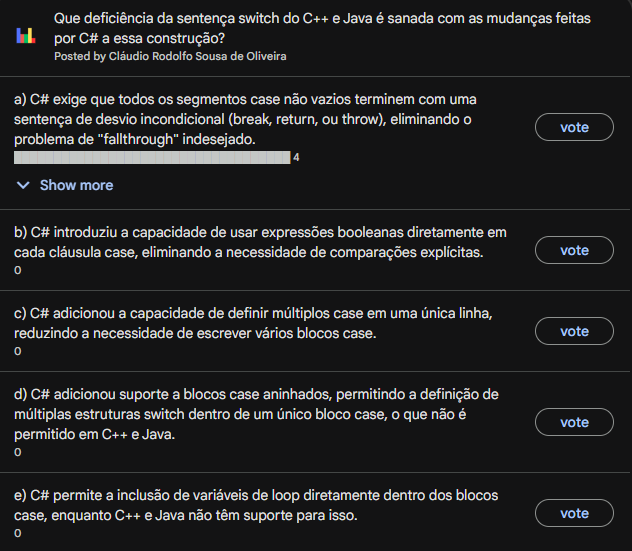 Que deficiência da sentença switch do C++ e Java é sanada com as mudanças feitas
por C# a essa construção?
Posted by Cláudio Rodolfo Sousa de Oliveira
a) C# exige que todos os segmentos case não vazios terminem com uma
sentença de desvio incondicional (break, return, ou throw), eliminando o
problema de "fallthrough" indesejado.
vote
4
Show more
b) C# introduziu a capacidade de usar expressões booleanas diretamente em
cada cláusula case, eliminando a necessidade de comparações explícitas.
vote
0
c) C# adicionou a capacidade de definir múltiplos case em uma única linha,
reduzindo a necessidade de escrever vários blocos case.
vote
0
d) C# adicionou suporte a blocos case aninhados, permitindo a definição de
múltiplas estruturas switch dentro de um único bloco case, o que não é
permitido em C++ e Java.
vote
0
e) C# permite a inclusão de variáveis de loop diretamente dentro dos blocos
case, enquanto C++ e Java não têm suporte para isso.
vote
0